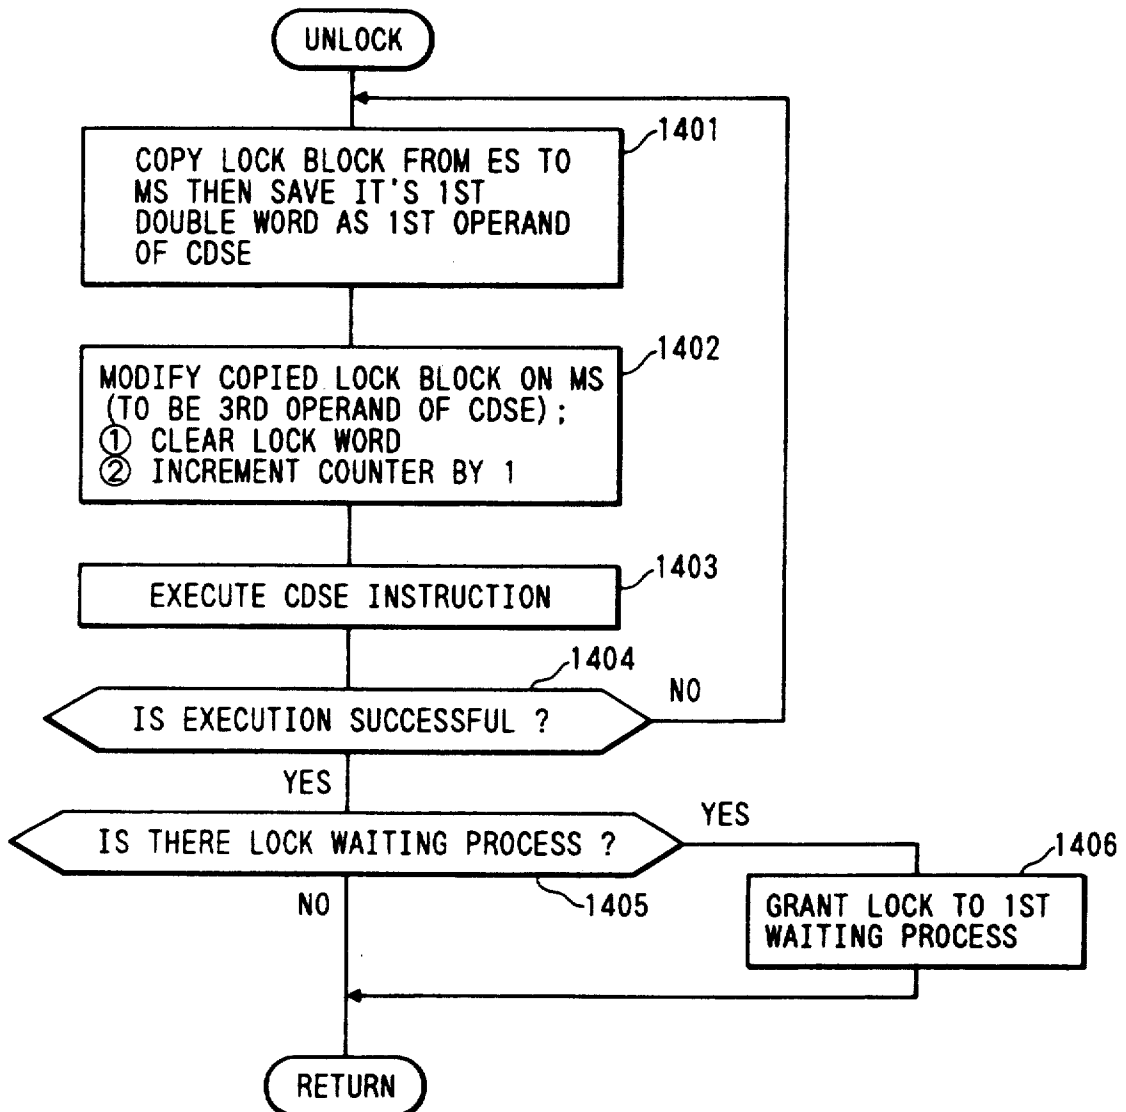 UNLOCK
1401
COPY LOCK BLOCK FROM ES TO
MS THEN SAVE IT'S 1ST
DOUBLE WORD AS 1ST OPERAND
OF CDSE
1402
MODIFY COPIED LOCK BLOCK ON MS
(TO BE 3RD OPERAND OF CDSE);
① CLEAR LOCK WORD
② INCREMENT COUNTER BY 1
1403
EXECUTE CDSE INSTRUCTION
1404
IS EXECUTION SUCCESSFUL ?
NO
YES
IS THERE LOCK WAITING PROCESS ?
YES
1405
NO
1406
GRANT LOCK TO 1ST
WAITING PROCESS
RETURN